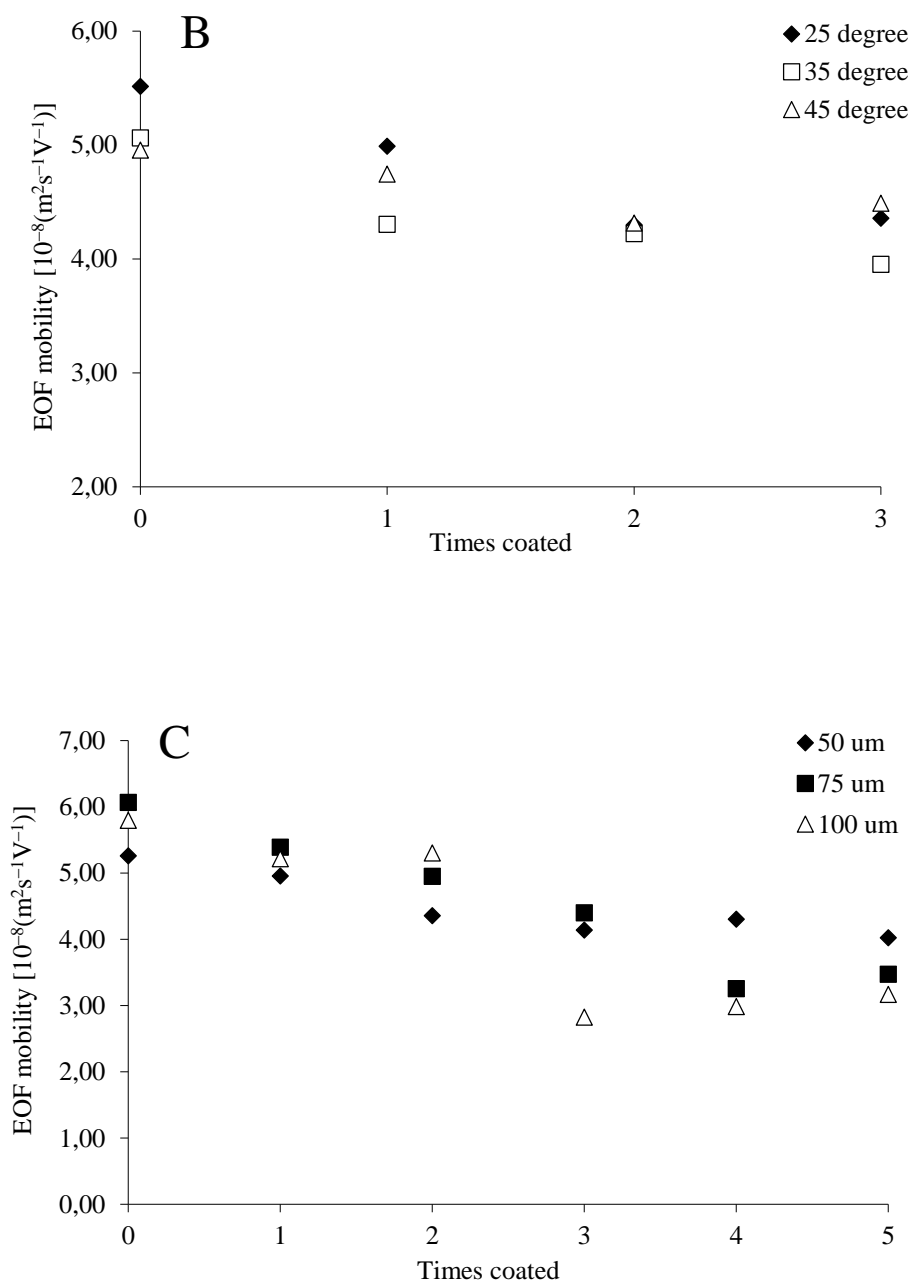 B
25 degree
35 degree
45 degree
EOF mobility [10⁻⁸(m²s⁻¹V⁻¹)]
6,00
5,00
4,00
3,00
2,00
0 1 2 3
Times coated
C
50 um
75 um
100 um
EOF mobility [10⁻⁸(m²s⁻¹V⁻¹)]
7,00
6,00
5,00
4,00
3,00
2,00
1,00
0,00
0 1 2 3 4 5
Times coated